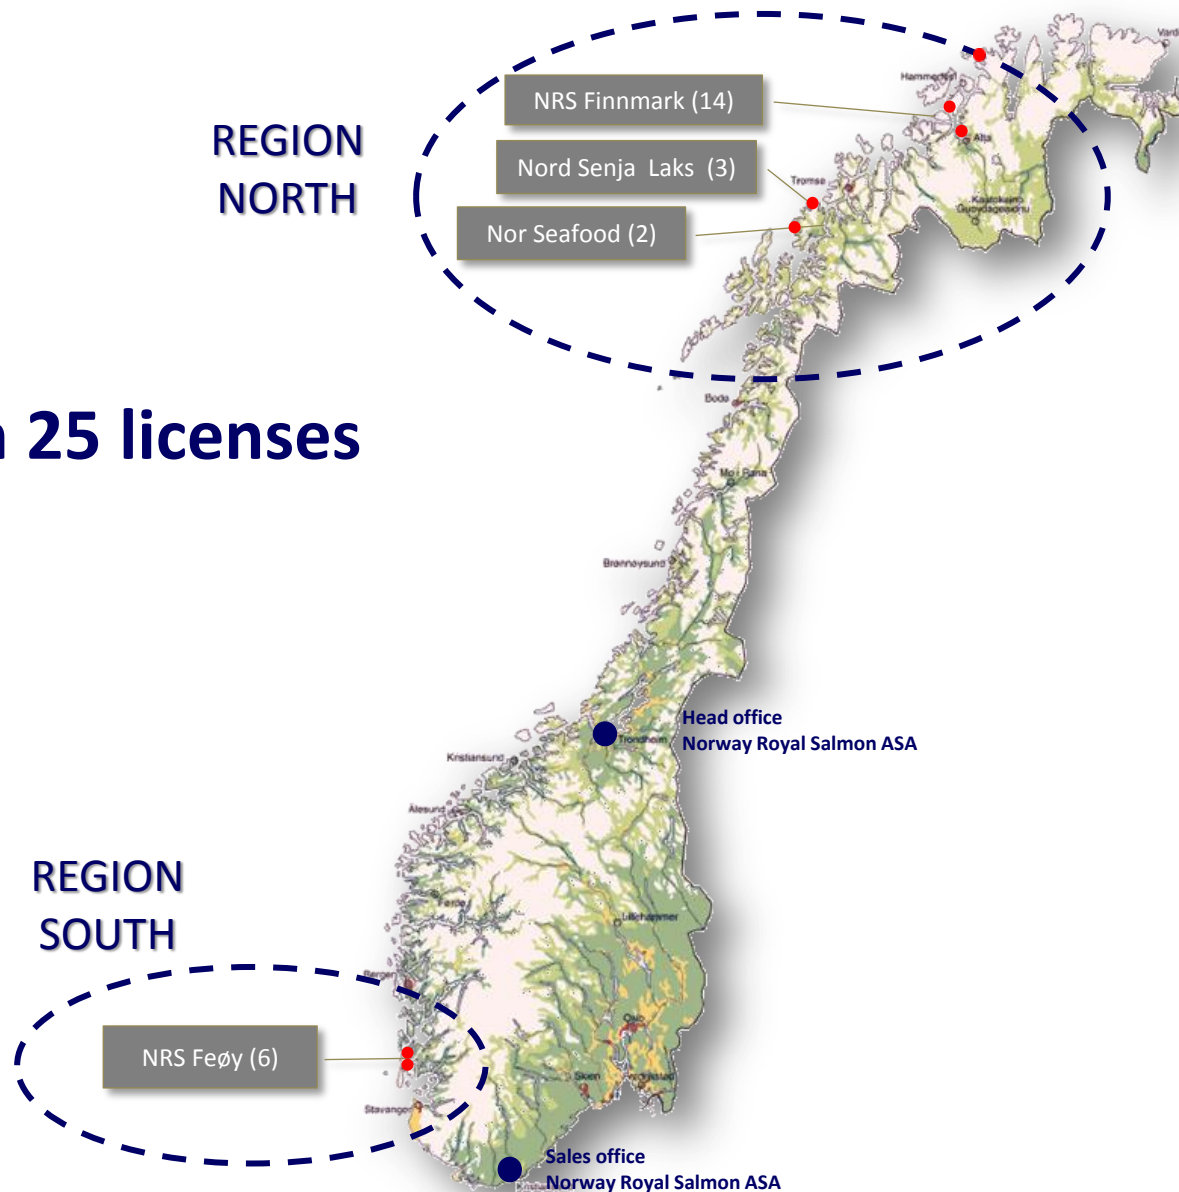 REGION
NORTH
NRS Finnmark (14)
Nord Senja Laks (3)
Nor Seafood (2)
Hammerfest
Alta
Tromsø
Bodø
25 licenses
Mo i Rana
Brønnøysund
Head office
Norway Royal Salmon ASA
Trondheim
Kristiansund
Ålesund
REGION
SOUTH
Førde
Lillehammer
Bergen
NRS Feøy (6)
Oslo
Skien
Stavanger
Sales office
Norway Royal Salmon ASA